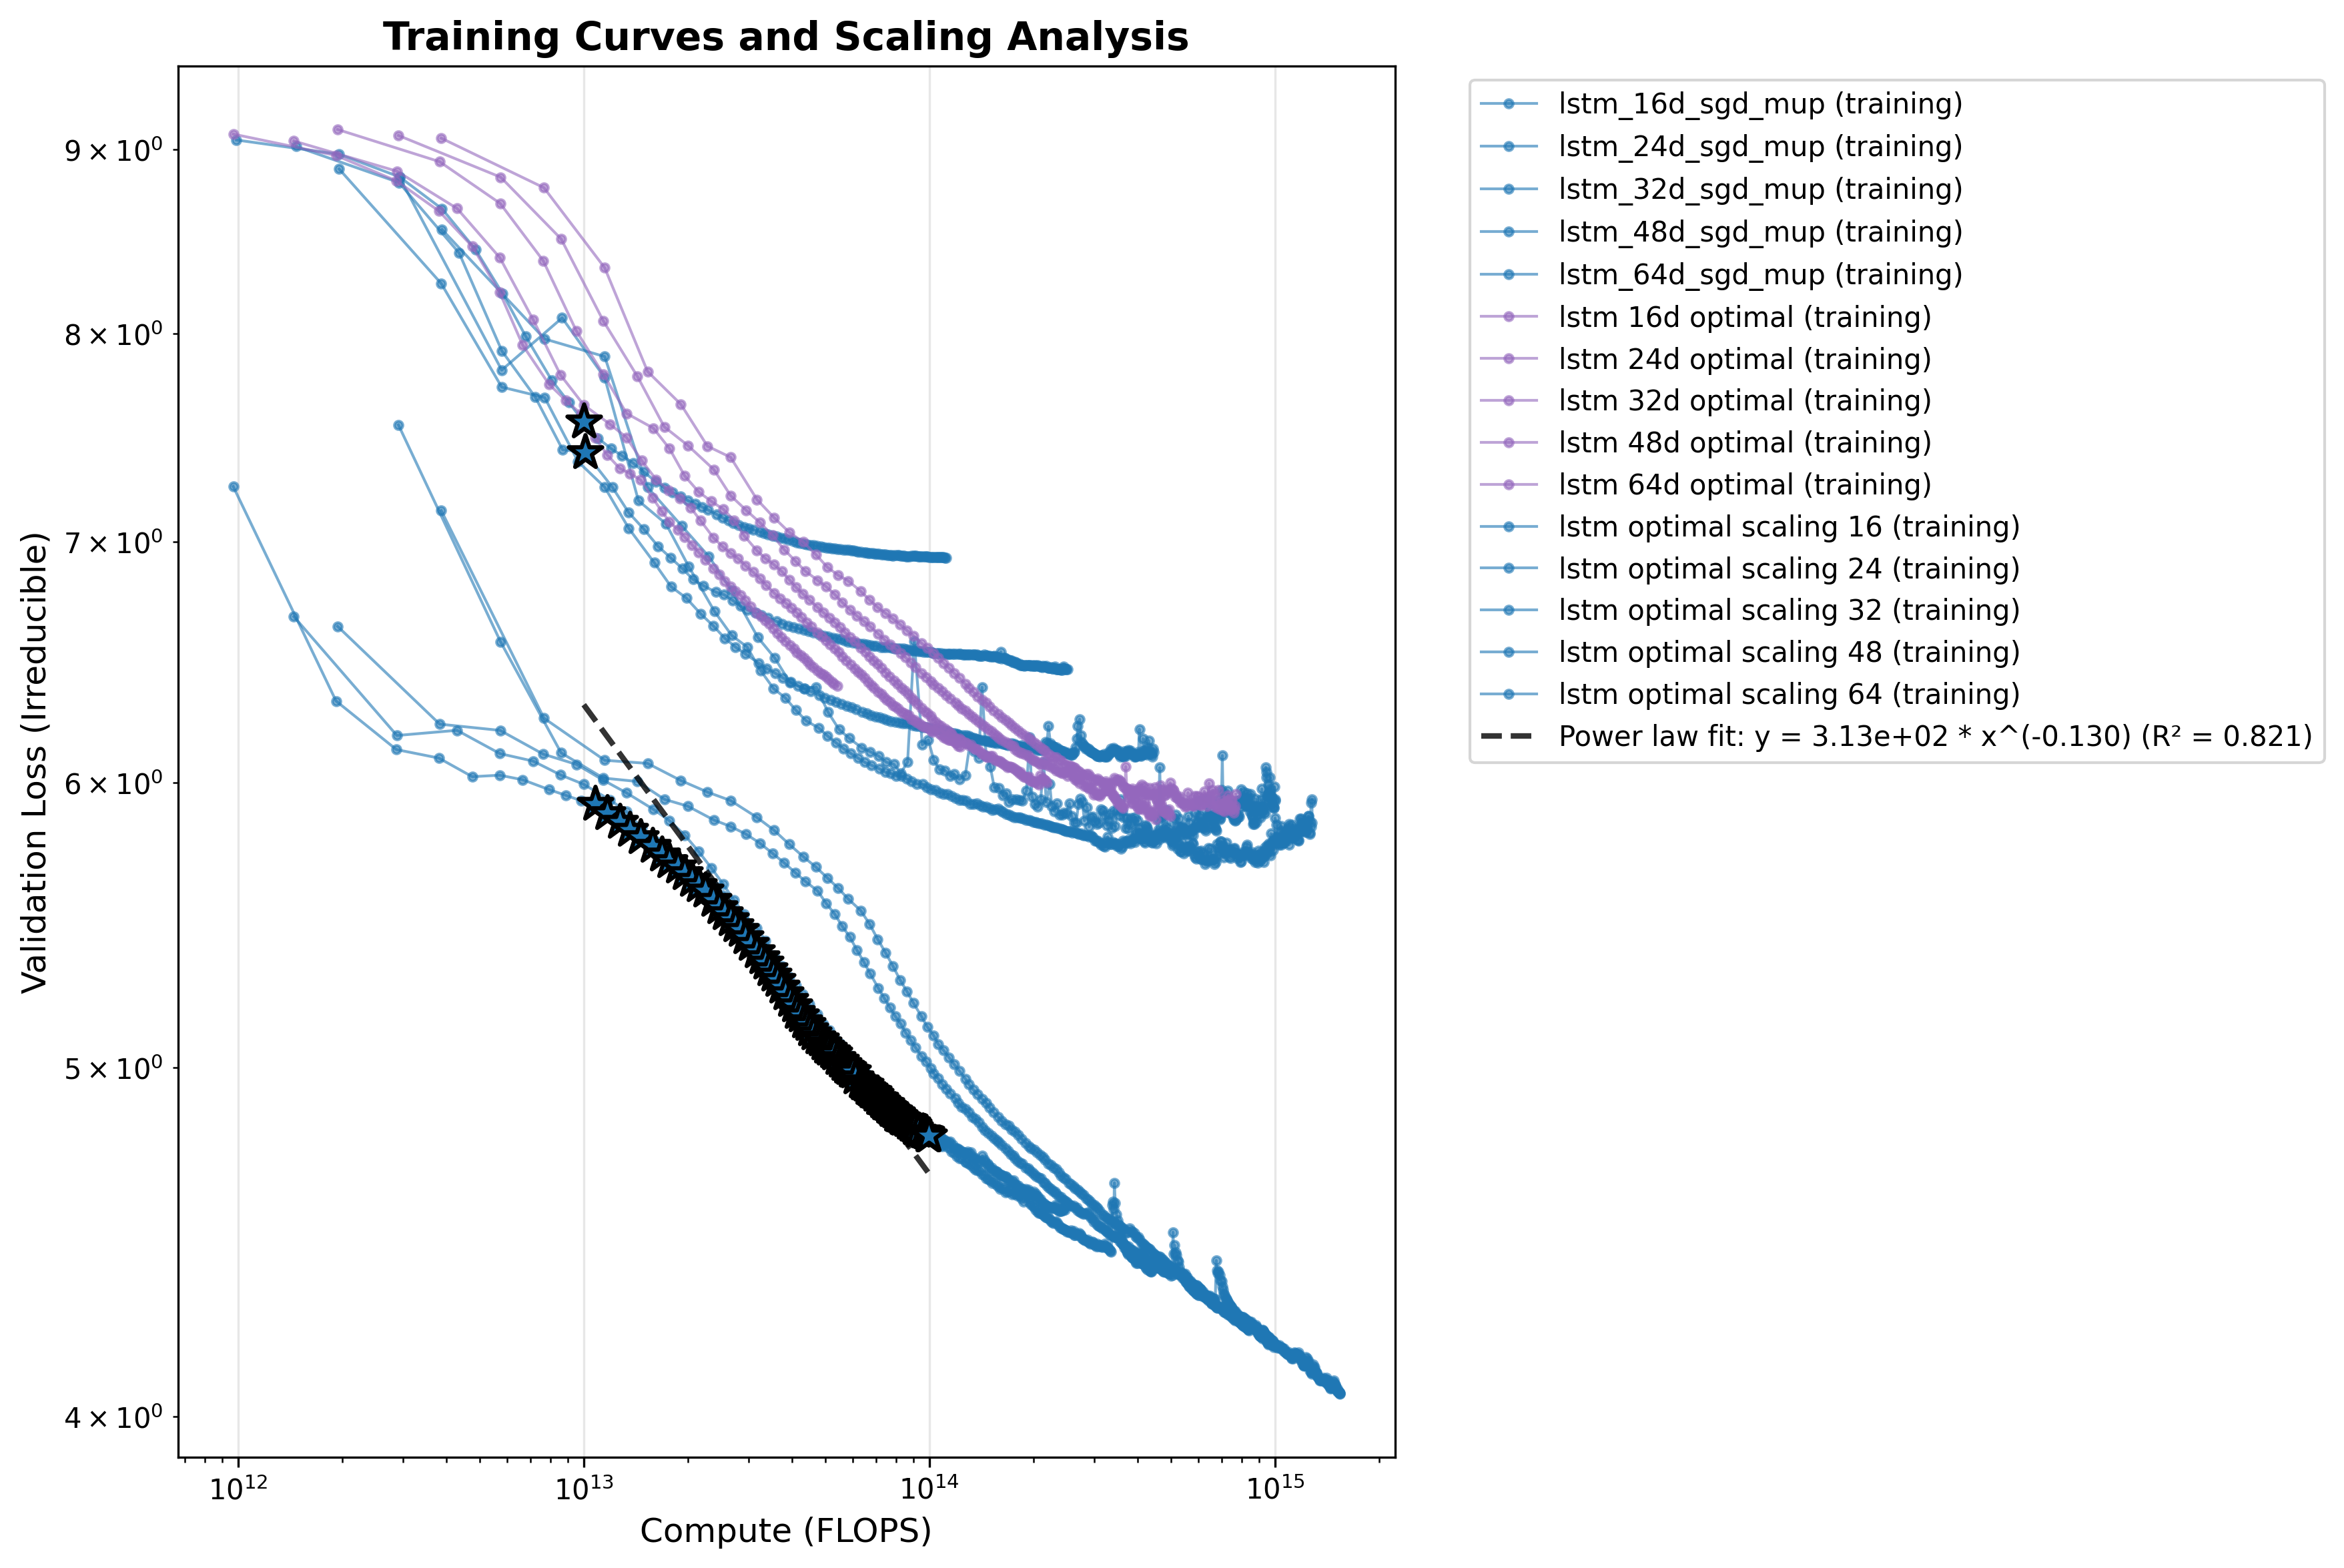 Training Curves and Scaling Analysis
Validation Loss (Irreducible)
9 × 10⁰
8 × 10⁰
7 × 10⁰
6 × 10⁰
5 × 10⁰
4 × 10⁰
10¹² 10¹³ 10¹⁴ 10¹⁵
Compute (FLOPS)
lstm_16d_sgd_mup (training)
lstm_24d_sgd_mup (training)
lstm_32d_sgd_mup (training)
lstm_48d_sgd_mup (training)
lstm_64d_sgd_mup (training)
lstm 16d optimal (training)
lstm 24d optimal (training)
lstm 32d optimal (training)
lstm 48d optimal (training)
lstm 64d optimal (training)
lstm optimal scaling 16 (training)
lstm optimal scaling 24 (training)
lstm optimal scaling 32 (training)
lstm optimal scaling 48 (training)
lstm optimal scaling 64 (training)
Power law fit: y = 3.13e+02 * x^(-0.130) (R² = 0.821)